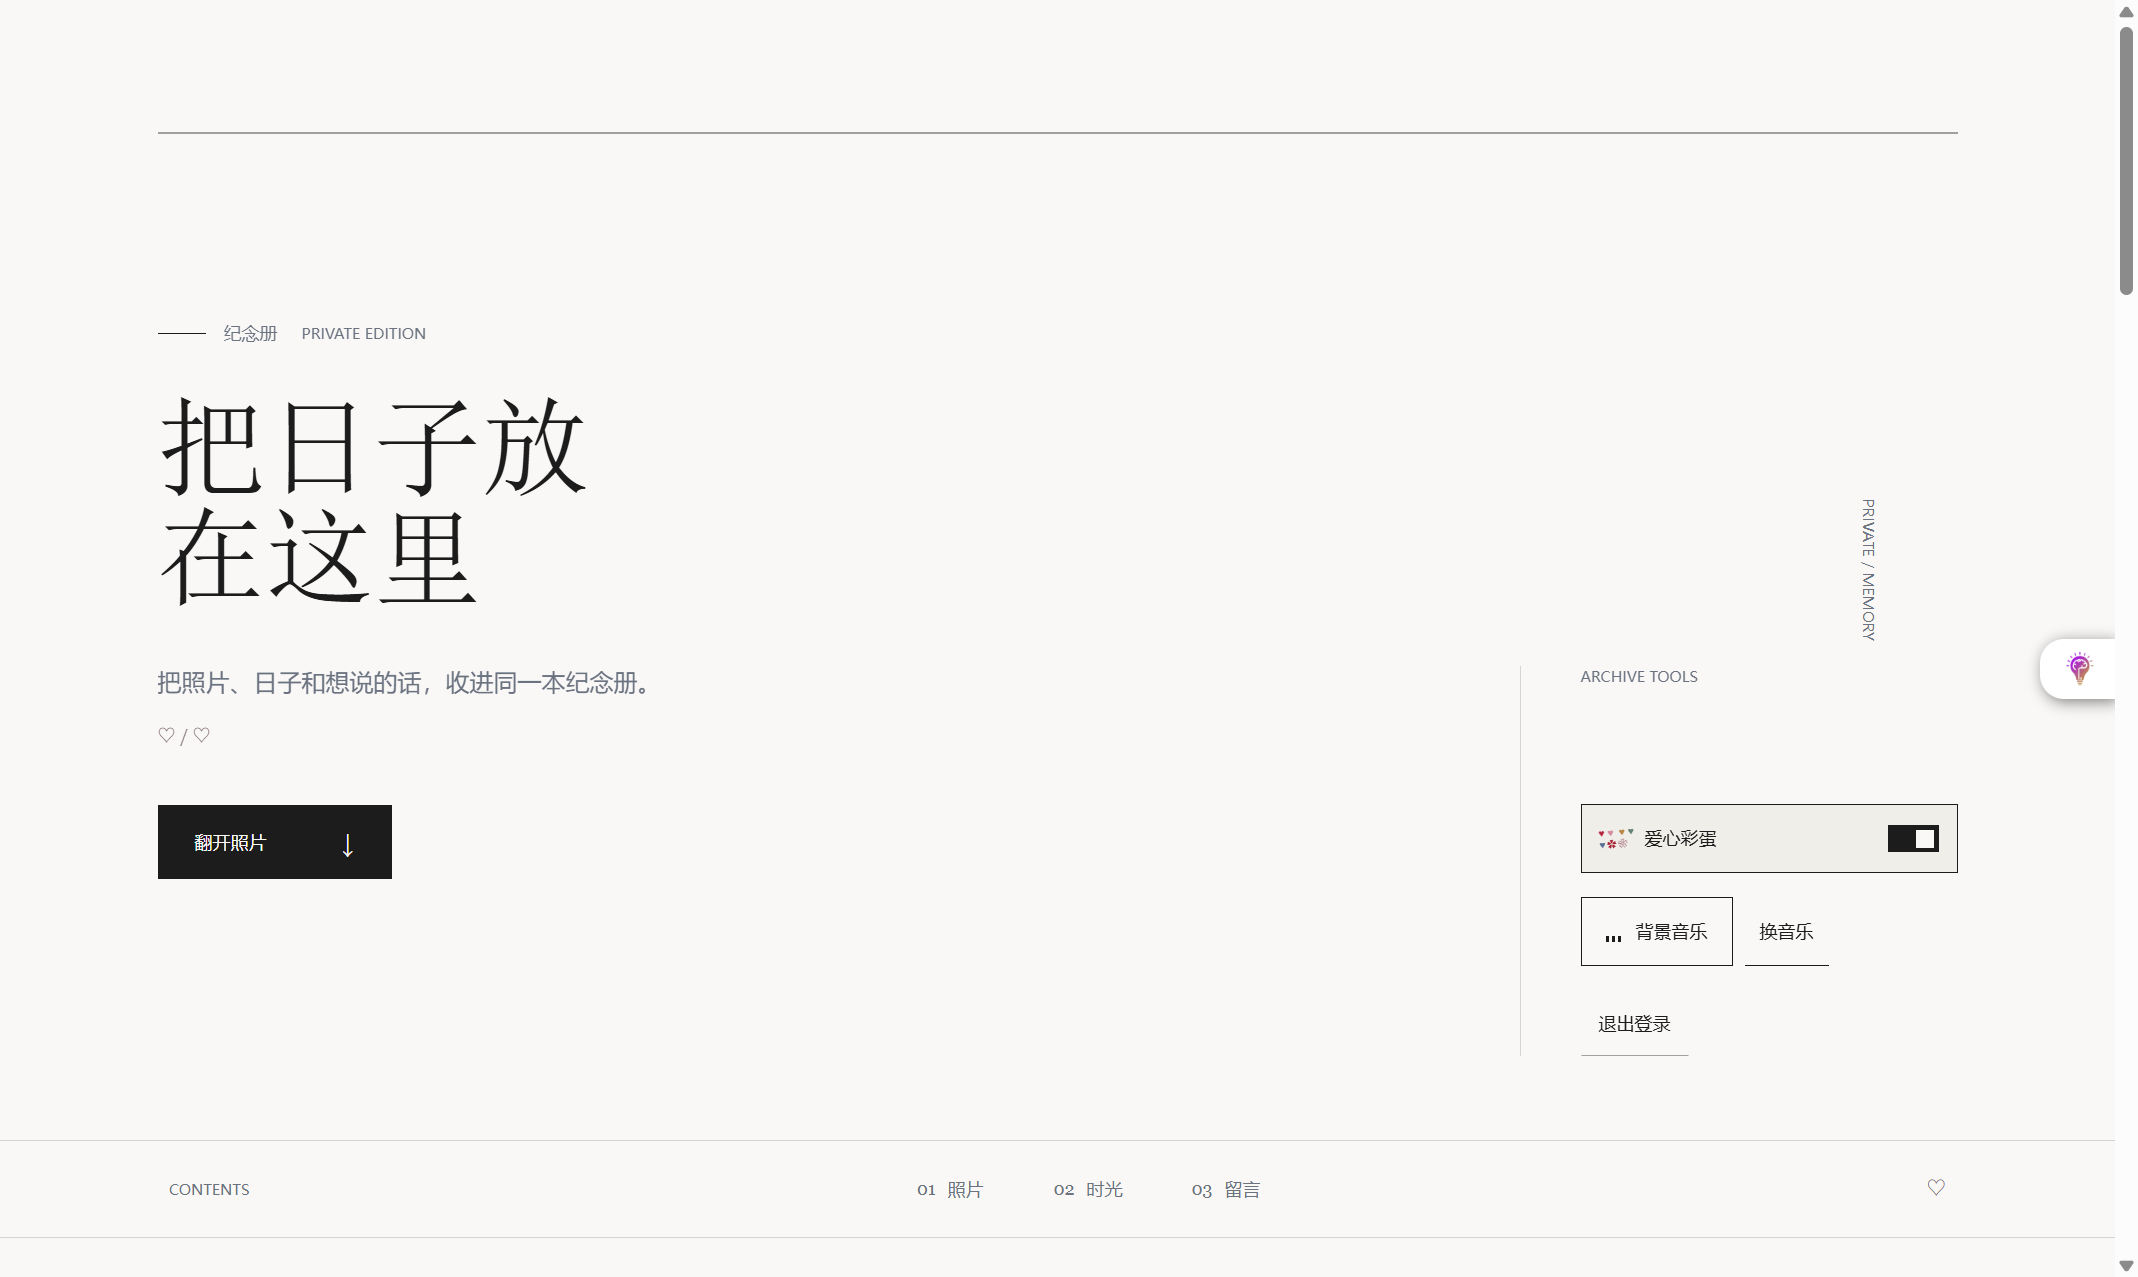 纪念册 PRIVATE EDITION
把日子放
在这里
把照片、日子和想说的话，收进同一本纪念册。
♡ / ♡
翻开照片 ↓
PRIVATE / MEMORY
ARCHIVE TOOLS
爱心彩蛋
背景音乐 换音乐
退出登录
CONTENTS 01 照片 02 时光 03 留言 ♡